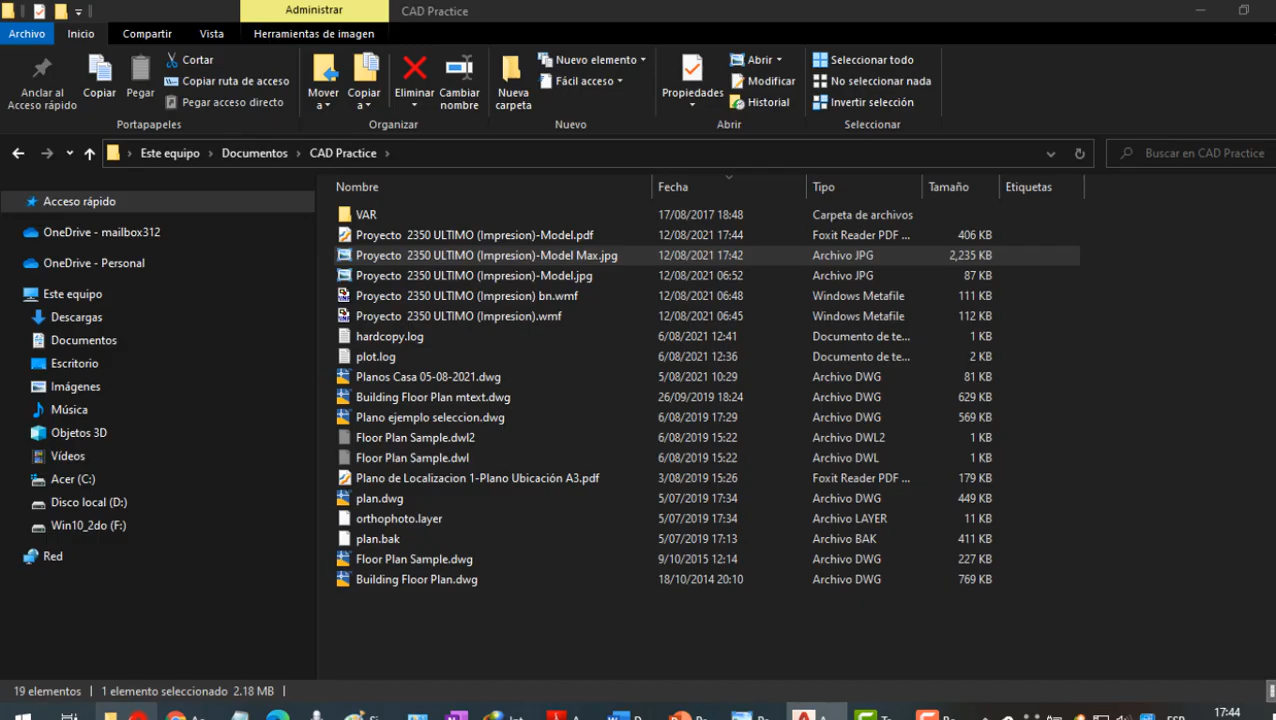 Administrar CAD Practice
Archivo Inicio Compartir Vista Herramientas de imagen
Anclar al Acceso rápido
Copiar
Pegar
Cortar
Copiar ruta de acceso
Pegar acceso directo
Portapapeles
Mover a
Copiar a
Eliminar
Cambiar nombre
Organizar
Nueva carpeta
Nuevo elemento
Fácil acceso
Nuevo
Propiedades
Abrir
Modificar
Historial
Abrir
Seleccionar todo
No seleccionar nada
Invertir selección
Seleccionar
Este equipo Documentos CAD Practice
Buscar en CAD Practice
Acceso rápido
OneDrive - mailbox312
OneDrive - Personal
Este equipo
Descargas
Documentos
Escritorio
Imágenes
Música
Objetos 3D
Vídeos
Acer (C:)
Disco local (D:)
Win10_2do (F:)
Red
Nombre Fecha Tipo Tamaño Etiquetas
VAR 17/08/2017 18:48 Carpeta de archivos
Proyecto 2350 ULTIMO (Impresion)-Model.pdf 12/08/2021 17:44 Foxit Reader PDF ... 406 KB
Proyecto 2350 ULTIMO (Impresion)-Model Max.jpg 12/08/2021 17:42 Archivo JPG 2,235 KB
Proyecto 2350 ULTIMO (Impresion)-Model.jpg 12/08/2021 06:52 Archivo JPG 87 KB
Proyecto 2350 ULTIMO (Impresion) bn.wmf 12/08/2021 06:48 Windows Metafile 111 KB
Proyecto 2350 ULTIMO (Impresion).wmf 12/08/2021 06:45 Windows Metafile 112 KB
hardcopy.log 6/08/2021 12:41 Documento de te... 1 KB
plot.log 6/08/2021 12:36 Documento de te... 2 KB
Planos Casa 05-08-2021.dwg 5/08/2021 10:29 Archivo DWG 81 KB
Building Floor Plan mtext.dwg 26/09/2019 18:24 Archivo DWG 629 KB
Plano ejemplo seleccion.dwg 6/08/2019 17:29 Archivo DWG 569 KB
Floor Plan Sample.dwl2 6/08/2019 15:22 Archivo DWL2 1 KB
Floor Plan Sample.dwl 6/08/2019 15:22 Archivo DWL 1 KB
Plano de Localizacion 1-Plano Ubicación A3.pdf 3/08/2019 15:26 Foxit Reader PDF ... 179 KB
plan.dwg 5/07/2019 17:34 Archivo DWG 449 KB
orthophoto.layer 5/07/2019 17:34 Archivo LAYER 11 KB
plan.bak 5/07/2019 17:13 Archivo BAK 411 KB
Floor Plan Sample.dwg 9/10/2015 12:14 Archivo DWG 227 KB
Building Floor Plan.dwg 18/10/2014 20:10 Archivo DWG 769 KB
19 elementos 1 elemento seleccionado 2.18 MB
17:44